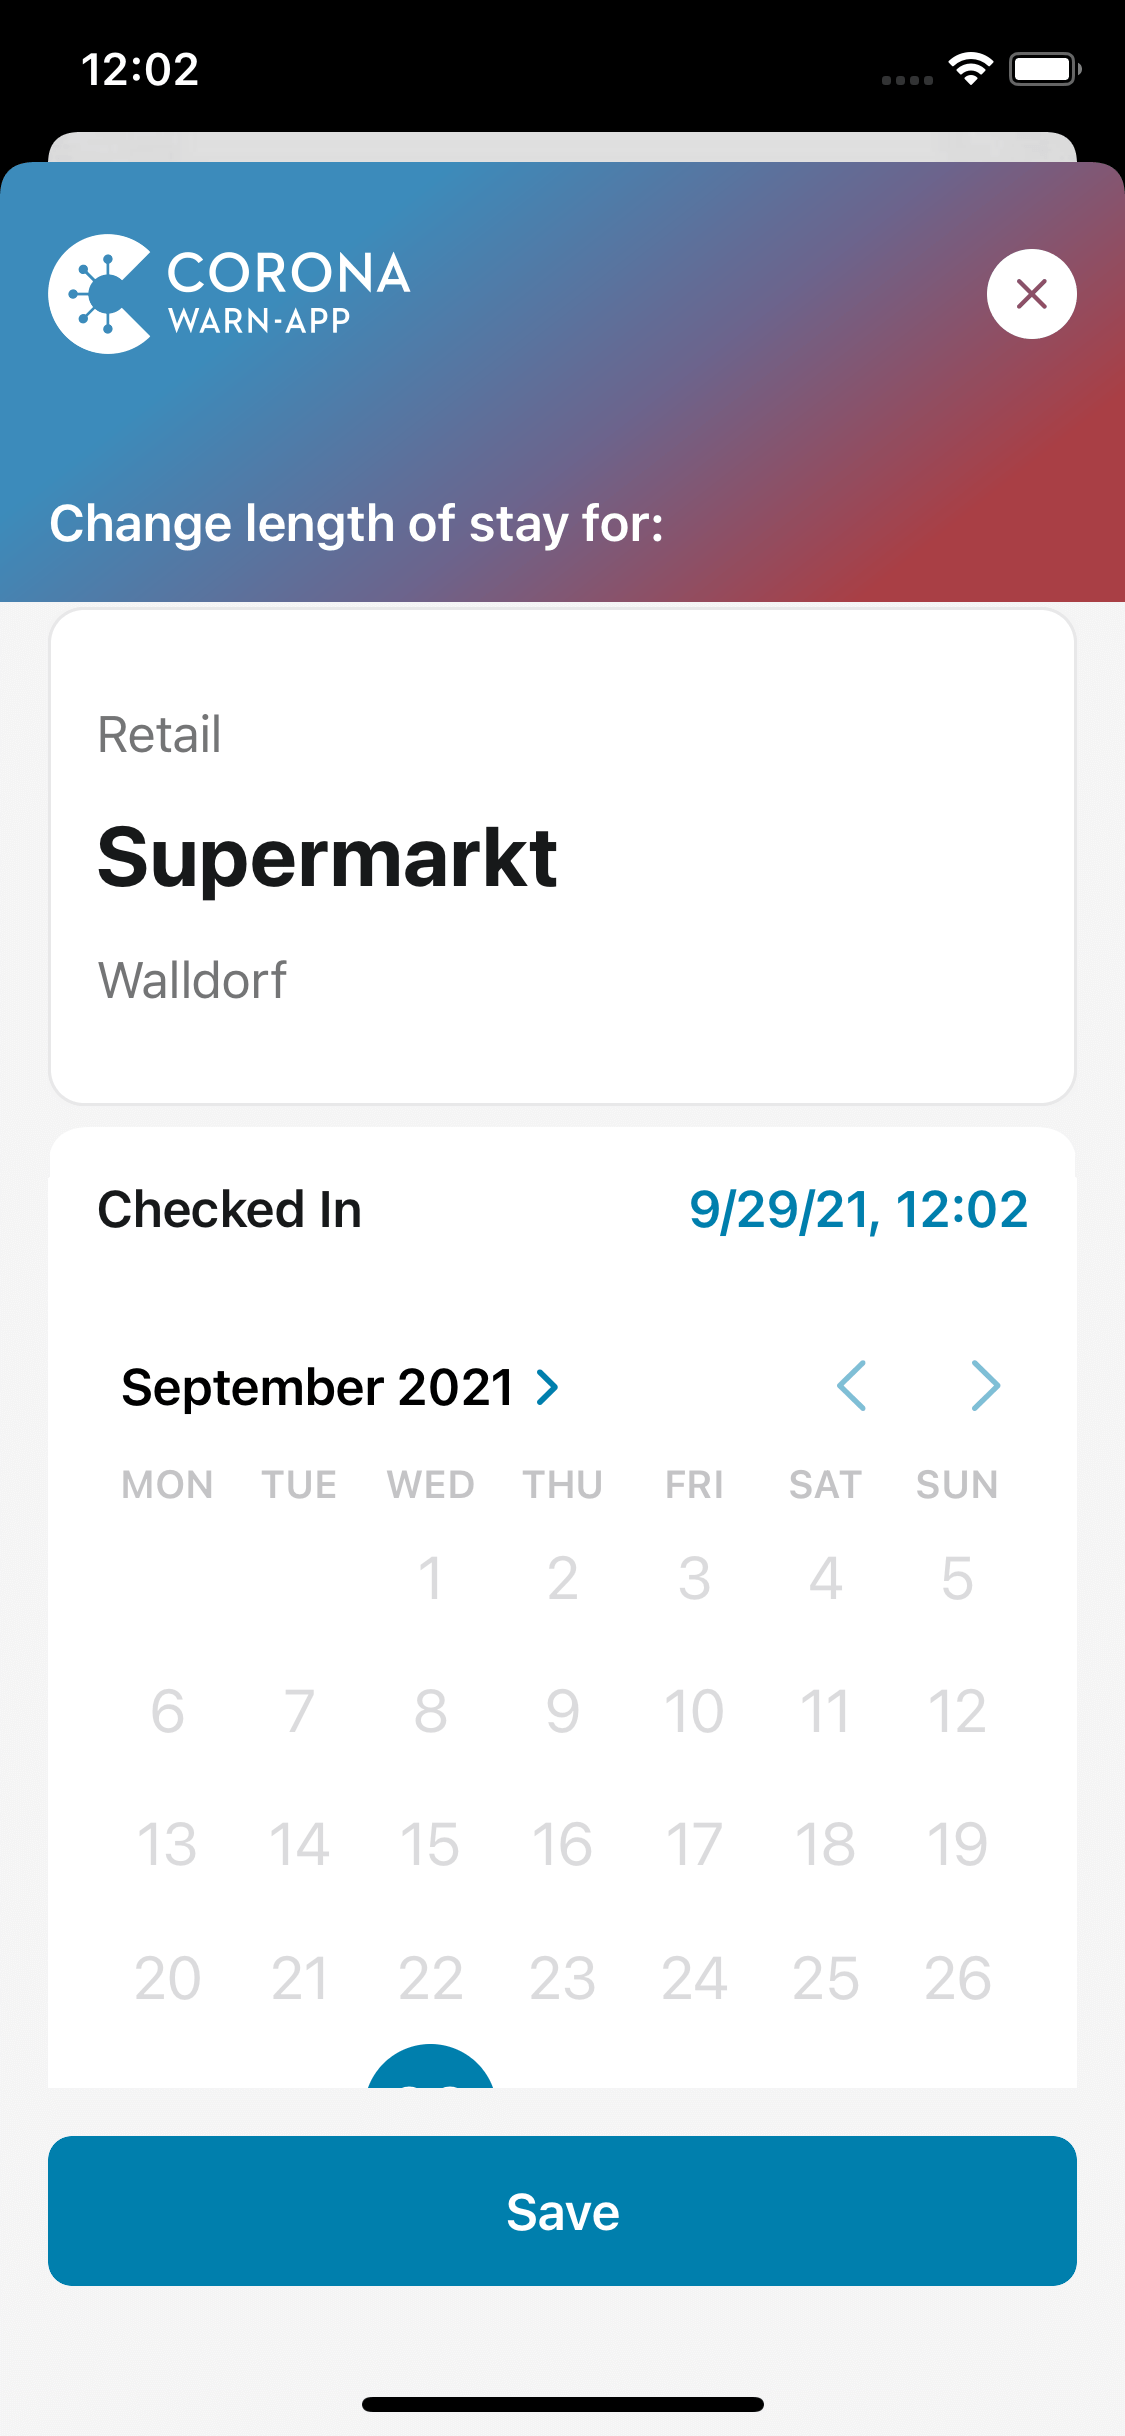 12:02
CORONA
WARN-APP
Change length of stay for:
Retail
Supermarkt
Walldorf
Checked In 9/29/21, 12:02
September 2021
MON TUE WED THU FRI SAT SUN
1 2 3 4 5
6 7 8 9 10 11 12
13 14 15 16 17 18 19
20 21 22 23 24 25 26
Save